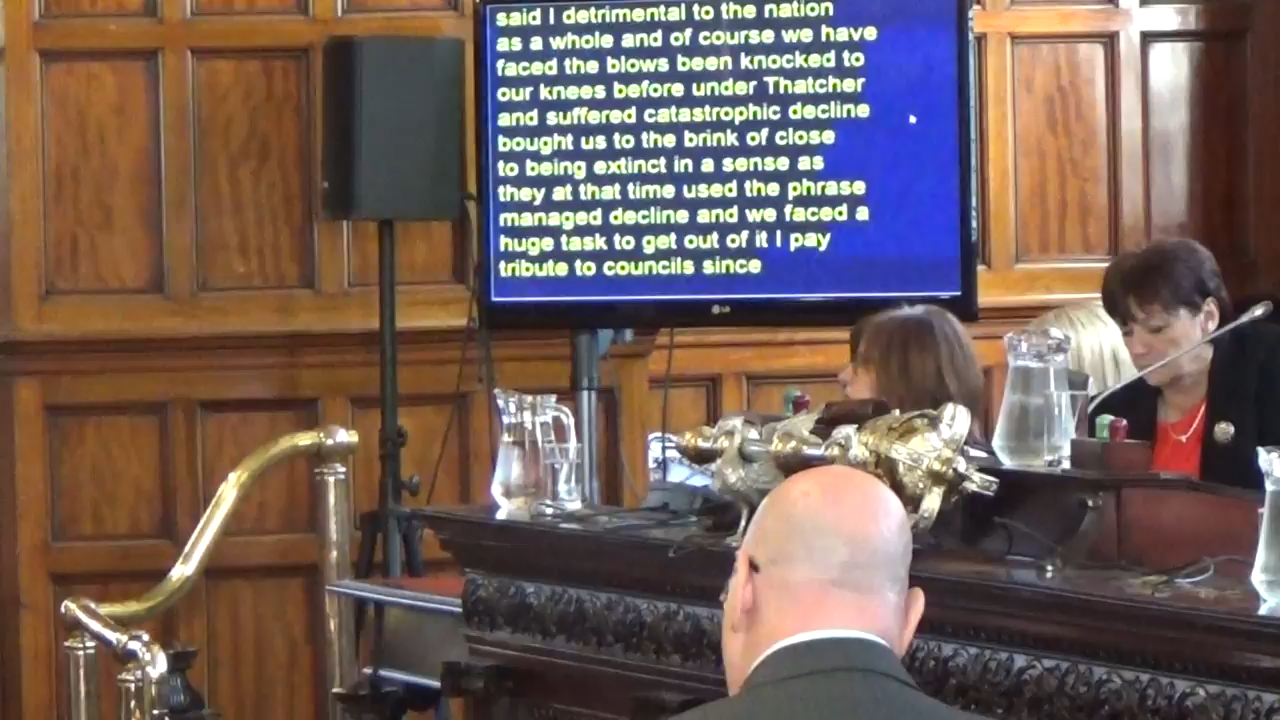 said I detrimental to the nation
as a whole and of course we have
faced the blows been knocked to
our knees before under Thatcher
and suffered catastrophic decline
bought us to the brink of close
to being extinct in a sense as
they at that time used the phrase
managed decline and we faced a
huge task to get out of it I pay
tribute to councils since
LG